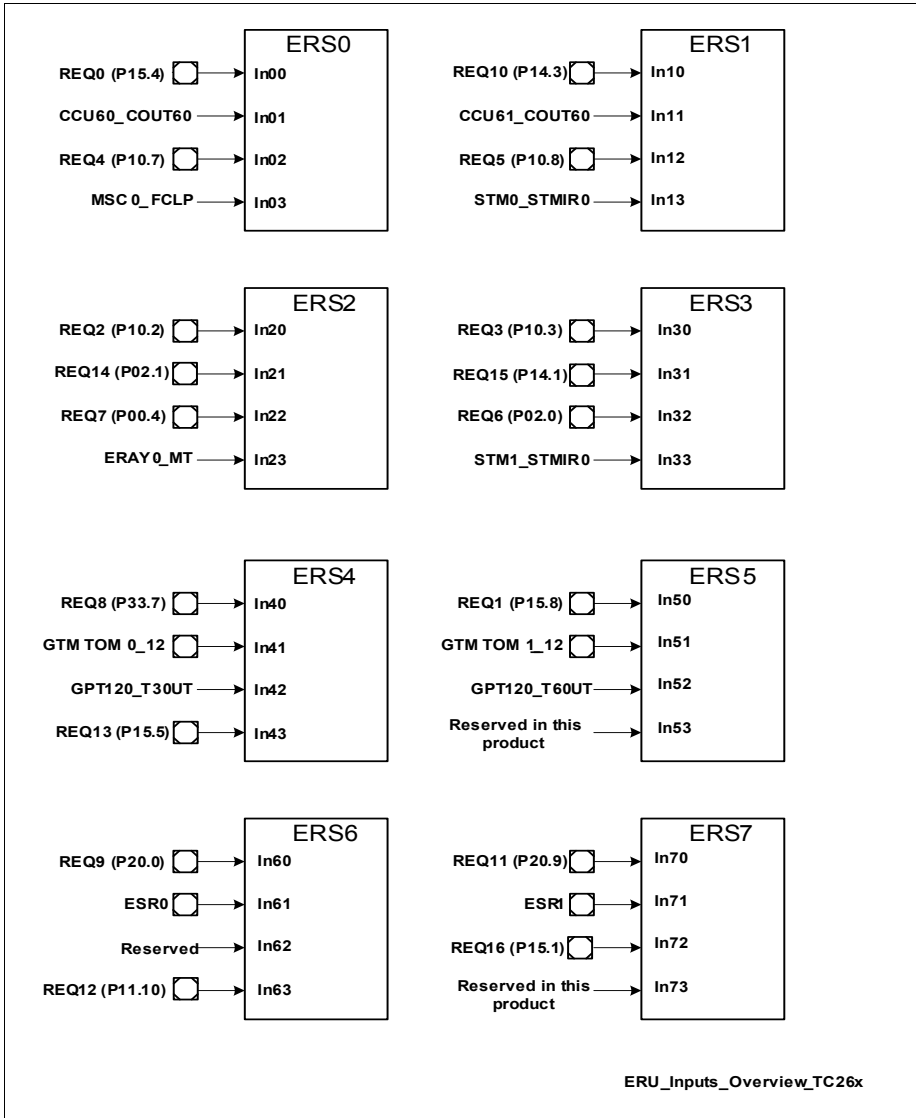 ERS0
REQ0 (P15.4) In00
CCU60_COUT60 In01
REQ4 (P10.7) In02
MSC0_FCLP In03
ERS1
REQ10 (P14.3) In10
CCU61_COUT60 In11
REQ5 (P10.8) In12
STM0_STMIR0 In13
ERS2
REQ2 (P10.2) In20
REQ14 (P02.1) In21
REQ7 (P00.4) In22
ERAY0_MT In23
ERS3
REQ3 (P10.3) In30
REQ15 (P14.1) In31
REQ6 (P02.0) In32
STM1_STMIR0 In33
ERS4
REQ8 (P33.7) In40
GTM TOM 0_12 In41
GPT120_T3OUT In42
REQ13 (P15.5) In43
ERS5
REQ1 (P15.8) In50
GTM TOM 1_12 In51
GPT120_T6OUT In52
Reserved in this
product
In53
ERS6
REQ9 (P20.0) In60
ESR0 In61
Reserved In62
REQ12 (P11.10) In63
ERS7
REQ11 (P20.9) In70
ESR1 In71
REQ16 (P15.1) In72
Reserved in this
product
In73
ERU_Inputs_Overview_TC26x